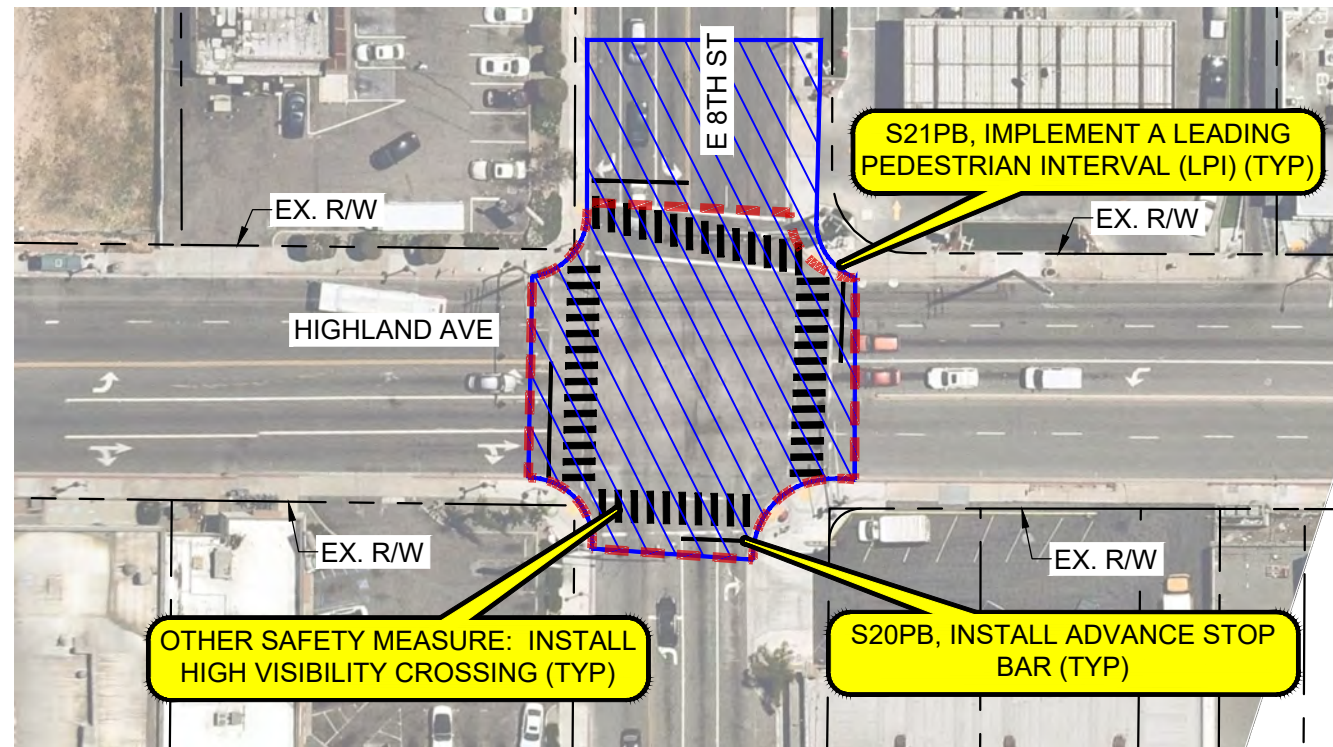 E 8TH ST
S21PB, IMPLEMENT A LEADING
PEDESTRIAN INTERVAL (LPI) (TYP)
EX. R/W
EX. R/W
HIGHLAND AVE
EX. R/W
EX. R/W
OTHER SAFETY MEASURE: INSTALL
HIGH VISIBILITY CROSSING (TYP)
S20PB, INSTALL ADVANCE STOP
BAR (TYP)